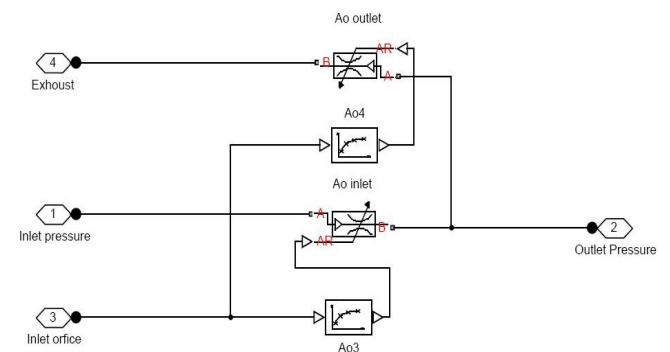 Ao outlet
4
B
AR
A
Exhoust
Ao4
Ao inlet
1
A
B
2
Inlet pressure
AR
Outlet Pressure
3
Inlet orfice
Ao3